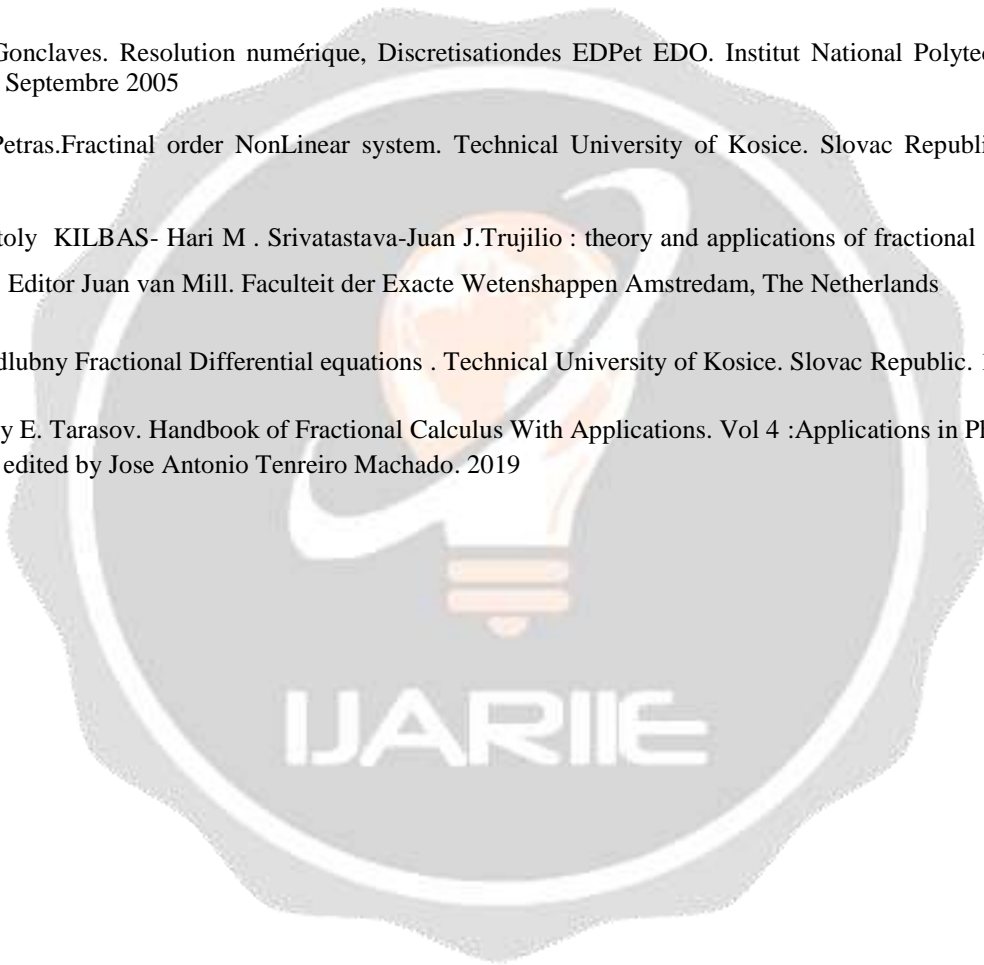 Gonclaves. Resolution numérique, Discretisationdes EDPet EDO. Institut National Polytec
Septembre 2005
Petras.Fractinal order NonLinear system. Technical University of Kosice. Slovac Republi
toly KILBAS- Hari M . Srivatastava-Juan J.Trujilio : theory and applications of fractional
Editor Juan van Mill. Faculteit der Exacte Wetenshappen Amstredam, The Netherlands
dlubny Fractional Differential equations . Technical University of Kosice. Slovac Republic.
y E. Tarasov. Handbook of Fractional Calculus With Applications. Vol 4 :Applications in Ph
edited by Jose Antonio Tenreiro Machado. 2019
IJARIIE